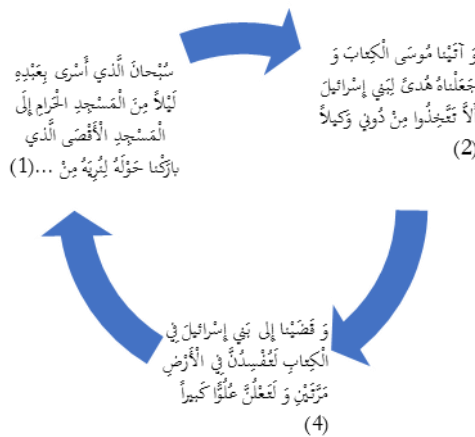 سُبْحانَ الَّذي أَسْرى بِعَبْدِهِ
لَيْلاً مِنَ الْمَسْجِدِ الْحَرامِ إِلَى
الْمَسْجِدِ الْأَقْصَى الَّذي
بارَكْنا حَوْلَهُ لِنُرِيَهُ مِنْ ...(1)
وَ آتَيْنا مُوسَى الْكِتابَ وَ
جَعَلْناهُ هُدىً لِبَني إِسْرائيلَ
أَلاَّ تَتَّخِذُوا مِنْ دُوني وَكيلاً
(2)
وَ قَضَيْنا إِلى بَني إِسْرائيلَ فِي
الْكِتابِ لَتُفْسِدُنَّ فِي الْأَرْضِ
مَرَّتَيْنِ وَ لَتَعْلُنَّ عُلُوًّا كَبيراً
(4)